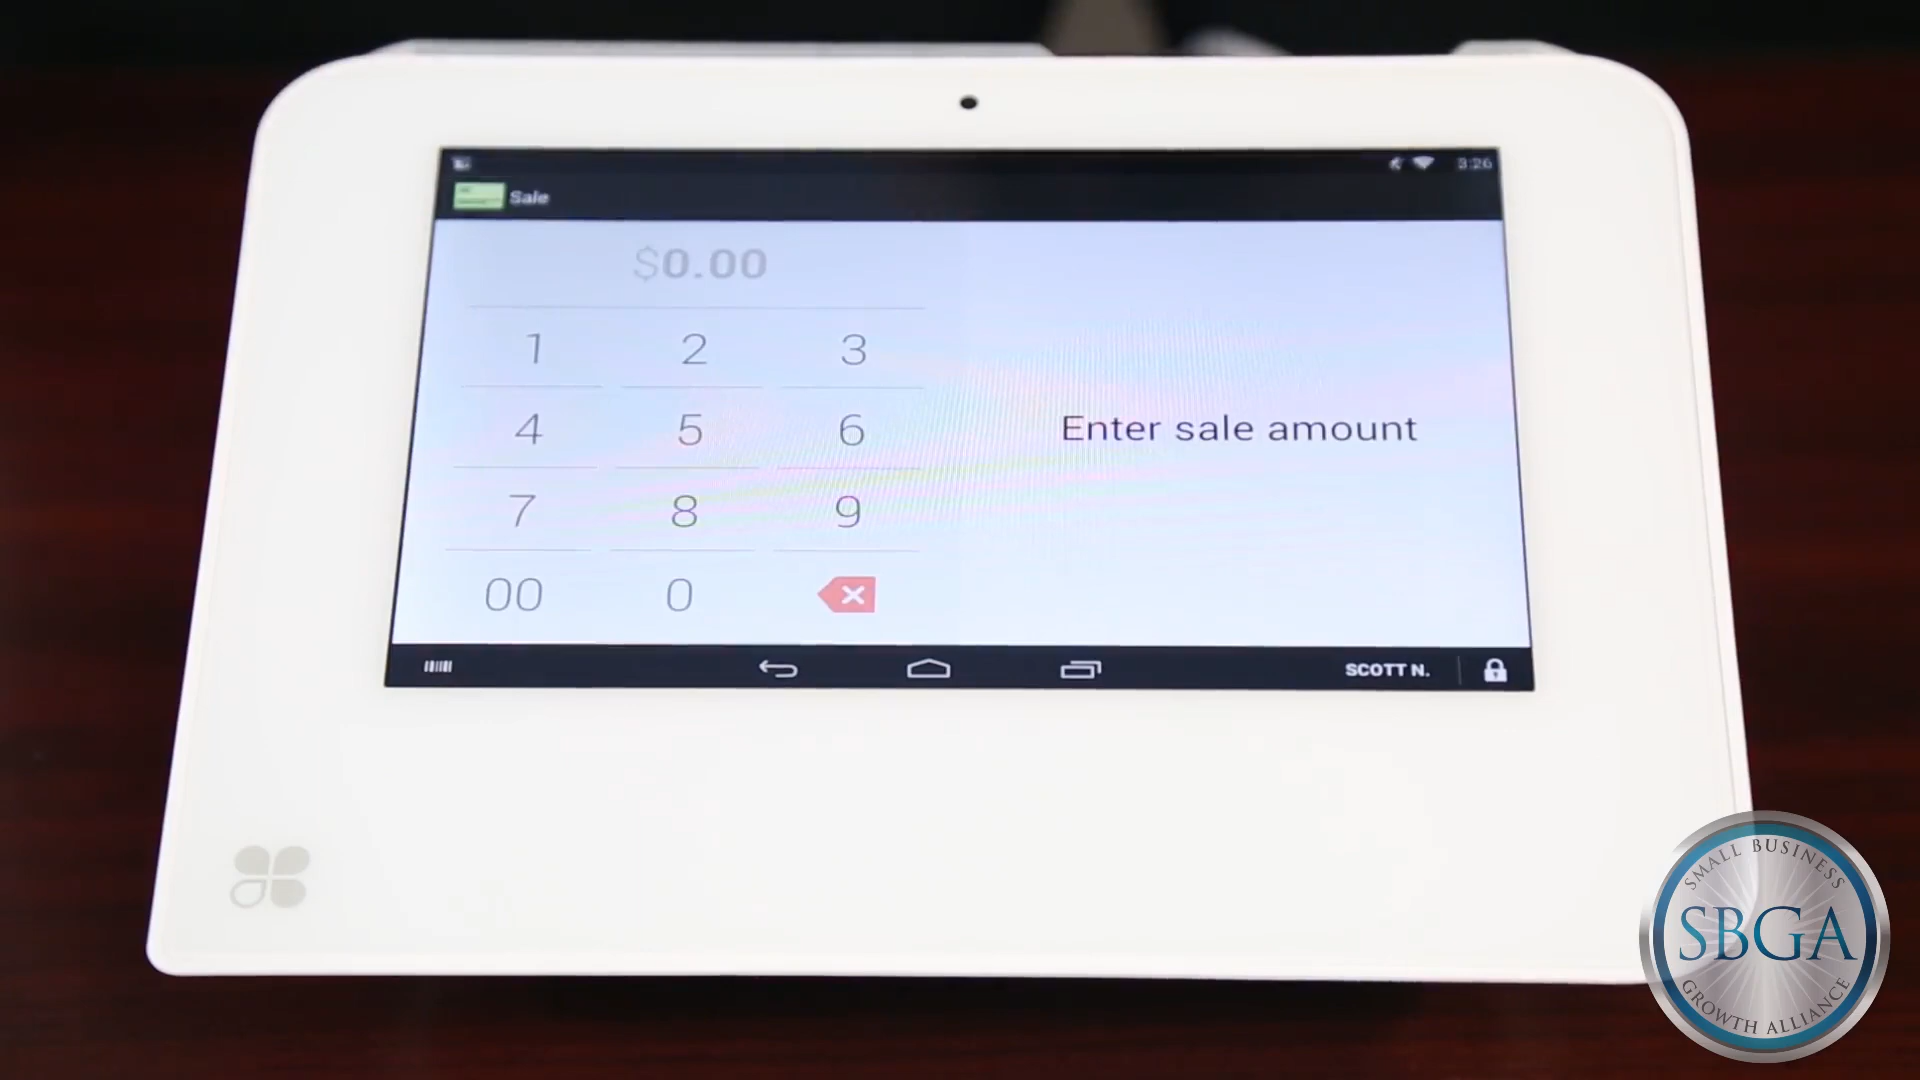 3:26
Sale
$0.00
1 2 3
4 5 6
Enter sale amount
7 8 9
00 0
SCOTT N.
SMALL BUSINESS
SBGA
GROWTH ALLIANCE